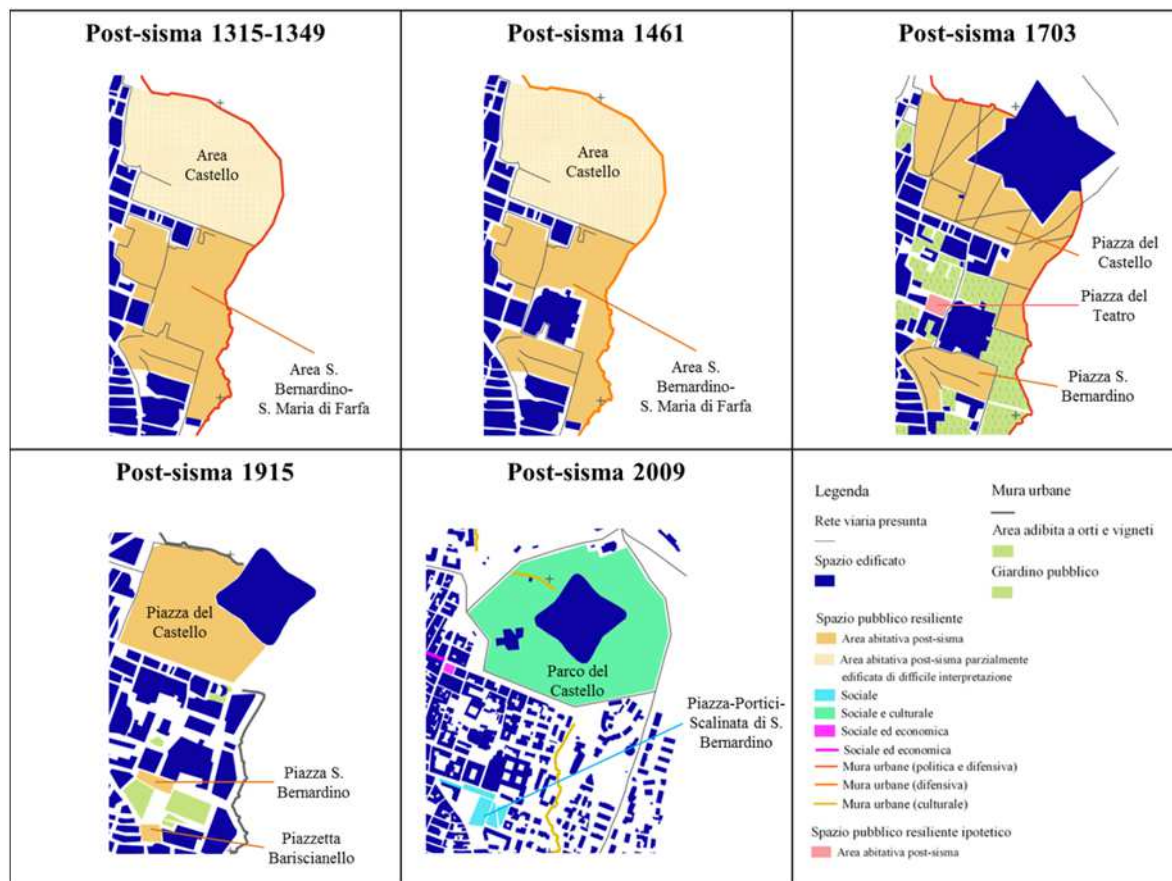 Post-sisma 1315-1349
Area
Castello
Area S.
Bernardino-
S. Maria di Farfa
Post-sisma 1461
Area
Castello
Area S.
Bernardino-
S. Maria di Farfa
Post-sisma 1703
Piazza del
Castello
Piazza del
Teatro
Piazza S.
Bernardino
Post-sisma 1915
Piazza del
Castello
Piazza S.
Bernardino
Piazzetta
Bariscianello
Post-sisma 2009
Parco del
Castello
Piazza-Portici-
Scalinata di S.
Bernardino
Legenda
Rete viaria presunta
Spazio edificato
Mura urbane
Area adibita a orti e vigneti
Giardino pubblico
Spazio pubblico resiliente
Area abitativa post-sisma
Area abitativa post-sisma parzialmente
edificata di difficile interpretazione
Sociale
Sociale e culturale
Sociale ed economica
Sociale ed economica
Mura urbane (politica e difensiva)
Mura urbane (difensiva)
Mura urbane (culturale)
Spazio pubblico resiliente ipotetico
Area abitativa post-sisma